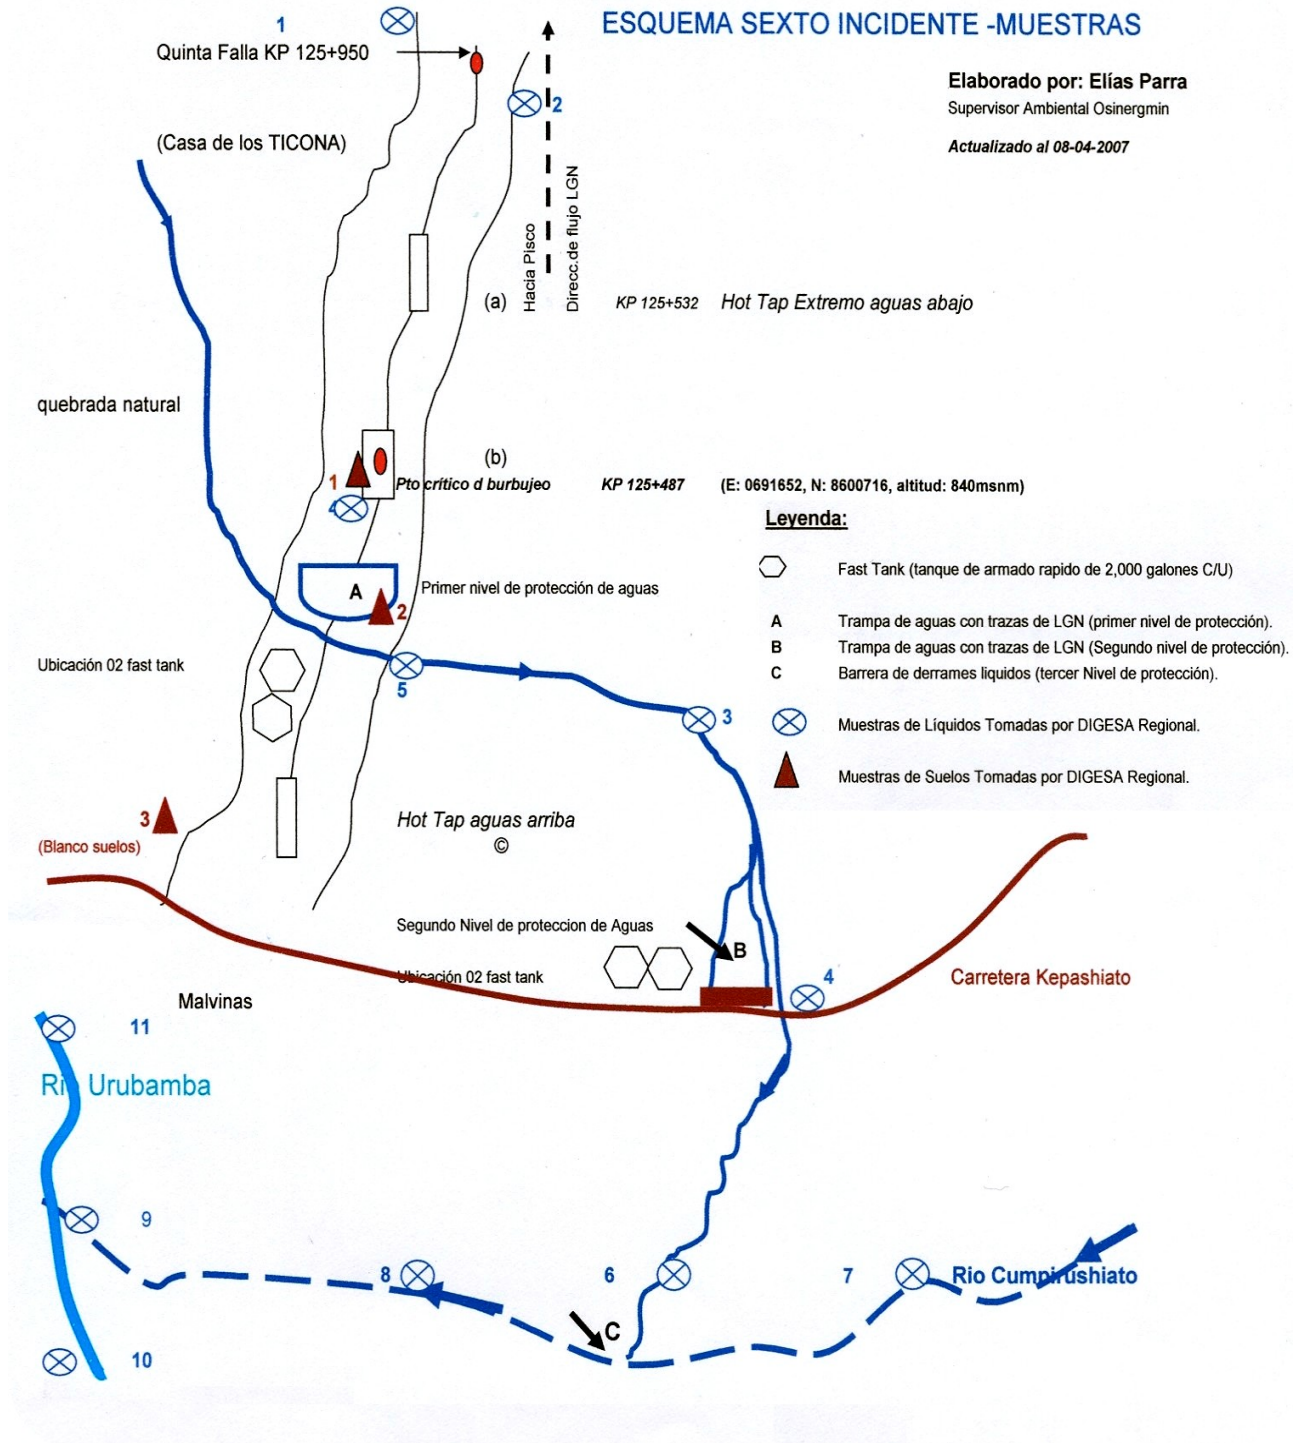 ESQUEMA SEXTO INCIDENTE -MUESTRAS
1
Quinta Falla KP 125+950
Elaborado por: Elías Parra
Supervisor Ambiental Osinergmin
2
(Casa de los TICONA)
Actualizado al 08-04-2007
Hacia Pisco
Direcc.de flujo LGN
(a)
KP 125+532
Hot Tap Extremo aguas abajo
quebrada natural
(b)
1
Pto crítico d burbujeo
KP 125+487
(E: 0691652, N: 8600716, altitud: 840msnm)
4
Leyenda:
Fast Tank (tanque de armado rapido de 2,000 galones C/U)
A
Primer nivel de protección de aguas
2
A Trampa de aguas con trazas de LGN (primer nivel de protección).
B Trampa de aguas con trazas de LGN (Segundo nivel de protección).
C Barrera de derrames liquidos (tercer Nivel de protección).
Ubicación 02 fast tank
5
3
Muestras de Líquidos Tomadas por DIGESA Regional.
Muestras de Suelos Tomadas por DIGESA Regional.
3
(Blanco suelos)
Hot Tap aguas arriba
©
Segundo Nivel de proteccion de Aguas
B
Ubicación 02 fast tank
4
Carretera Kepashiato
Malvinas
11
Rio Urubamba
9
8
6
7
Rio Cumpirushiato
C
10